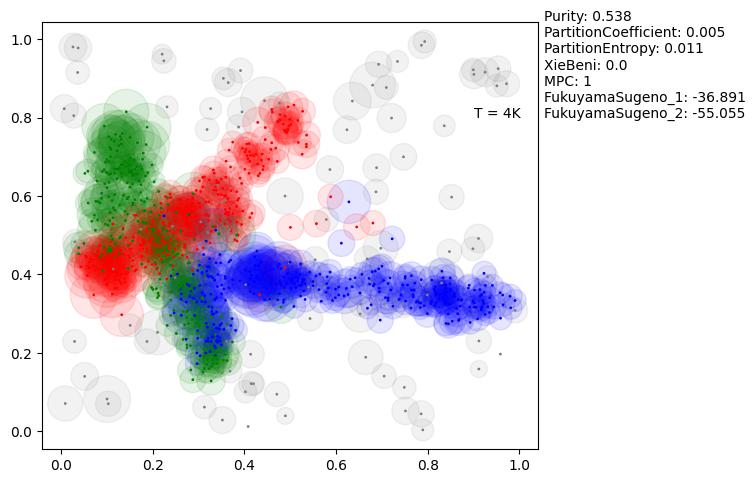 Purity: 0.538
PartitionCoefficient: 0.005
PartitionEntropy: 0.011
XieBeni: 0.0
MPC: 1
FukuyamaSugeno_1: -36.891
FukuyamaSugeno_2: -55.055
T = 4K
1.0
0.8
0.6
0.4
0.2
0.0
0.0 0.2 0.4 0.6 0.8 1.0